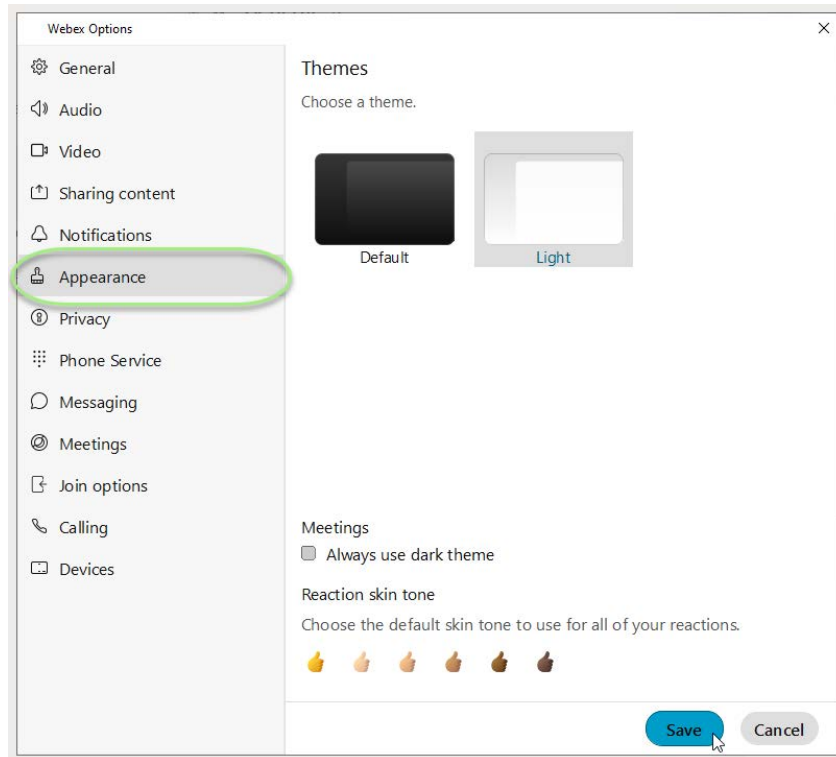 Webex Options
General
Audio
Video
Sharing content
Notifications
Appearance
Privacy
Phone Service
Messaging
Meetings
Join options
Calling
Devices
Themes
Choose a theme.
Default
Light
Meetings
Always use dark theme
Reaction skin tone
Choose the default skin tone to use for all of your reactions.
Save
Cancel